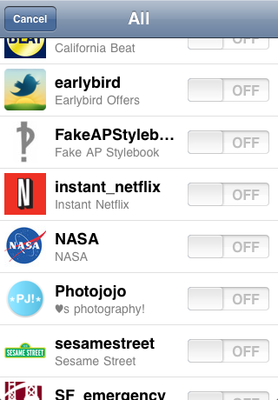 Cancel
All
BEAT
California Beat
OFF
earlybird
Earlybird Offers
OFF
FakeAPStyleb...
Fake AP Stylebook
OFF
N
instant_netflix
Instant Netflix
OFF
NASA
NASA
NASA
OFF
*PJ!*
Photojojo
♥s photography!
OFF
SESAME STREET
sesamestreet
Sesame Street
OFF
SF_emergency
OFF